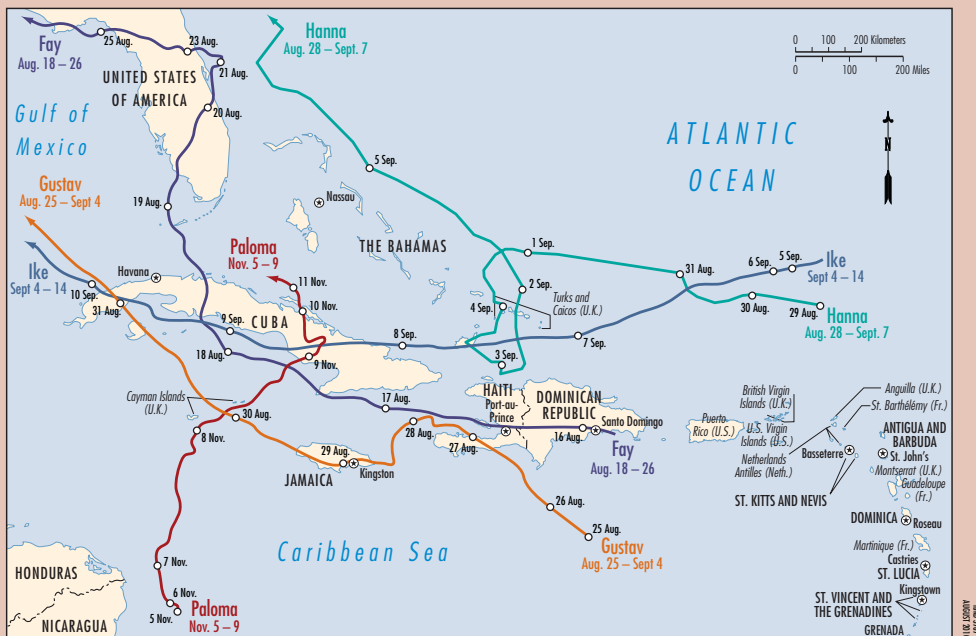 Fay
Aug. 18 – 26
25 Aug.
23 Aug.
21 Aug.
20 Aug.
19 Aug.
UNITED STATES
OF AMERICA
Gulf of
Mexico
Hanna
Aug. 28 – Sept. 7
5 Sep.
0 100 200 Kilometers
0 100 200 Miles
N
ATLANTIC
OCEAN
Gustav
Aug. 25 – Sept 4
Nassau
THE BAHAMAS
Paloma
Nov. 5 – 9
Ike
Sept 4 – 14
Havana
10 Sep.
31 Aug.
11 Nov.
10 Nov.
CUBA
9 Sep.
18 Aug.
9 Nov.
8 Sep.
1 Sep.
2 Sep.
4 Sep.
3 Sep.
Turks and
Caicos (U.K.)
31 Aug.
6 Sep.
5 Sep.
Ike
Sept 4 – 14
30 Aug.
29 Aug.
Hanna
Aug. 28 – Sept. 7
7 Sep.
Cayman Islands
(U.K.)
30 Aug.
8 Nov.
17 Aug.
28 Aug.
27 Aug.
29 Aug.
Kingston
JAMAICA
HAITI
Port-au-
Prince
DOMINICAN
REPUBLIC
Santo Domingo
16 Aug.
Fay
Aug. 18 – 26
26 Aug.
25 Aug.
Gustav
Aug. 25 – Sept 4
Puerto
Rico (U.S.)
British Virgin
Islands (U.K.)
U.S. Virgin
Islands (U.S.)
Netherlands
Antilles (Neth.)
Anguilla (U.K.)
St. Barthélémy (Fr.)
ANTIGUA AND
BARBUDA
St. John's
Basseterre
Montserrat (U.K.)
Guadeloupe
(Fr.)
ST. KITTS AND NEVIS
DOMINICA
Roseau
Martinique (Fr.)
Castries
ST. LUCIA
Kingstown
ST. VINCENT AND
THE GRENADINES
GRENADA
Caribbean Sea
7 Nov.
6 Nov.
5 Nov.
Paloma
Nov. 5 – 9
HONDURAS
NICARAGUA